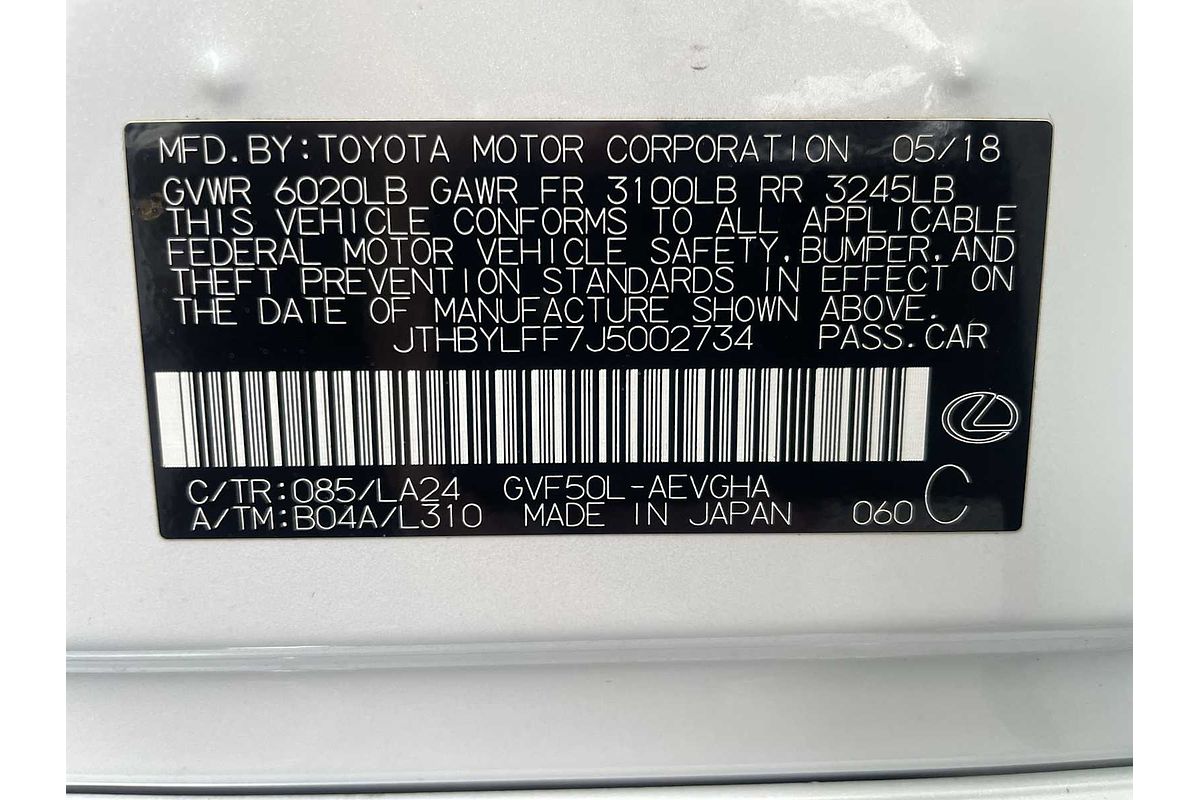 MFD.BY:TOYOTA MOTOR CORPORATION 05/18
GVWR 6020LB GAWR FR 3100LB RR 3245LB
THIS VEHICLE CONFORMS TO ALL APPLICABLE
FEDERAL MOTOR VEHICLE SAFETY,BUMPER,AND
THEFT PREVENTION STANDARDS IN EFFECT ON
THE DATE OF MANUFACTURE SHOWN ABOVE.
JTHBYLFF7J5002734 PASS.CAR
C/TR:085/LA24 GVF50L-AEVGHA
A/TM:B04A/L310 MADE IN JAPAN 060 C